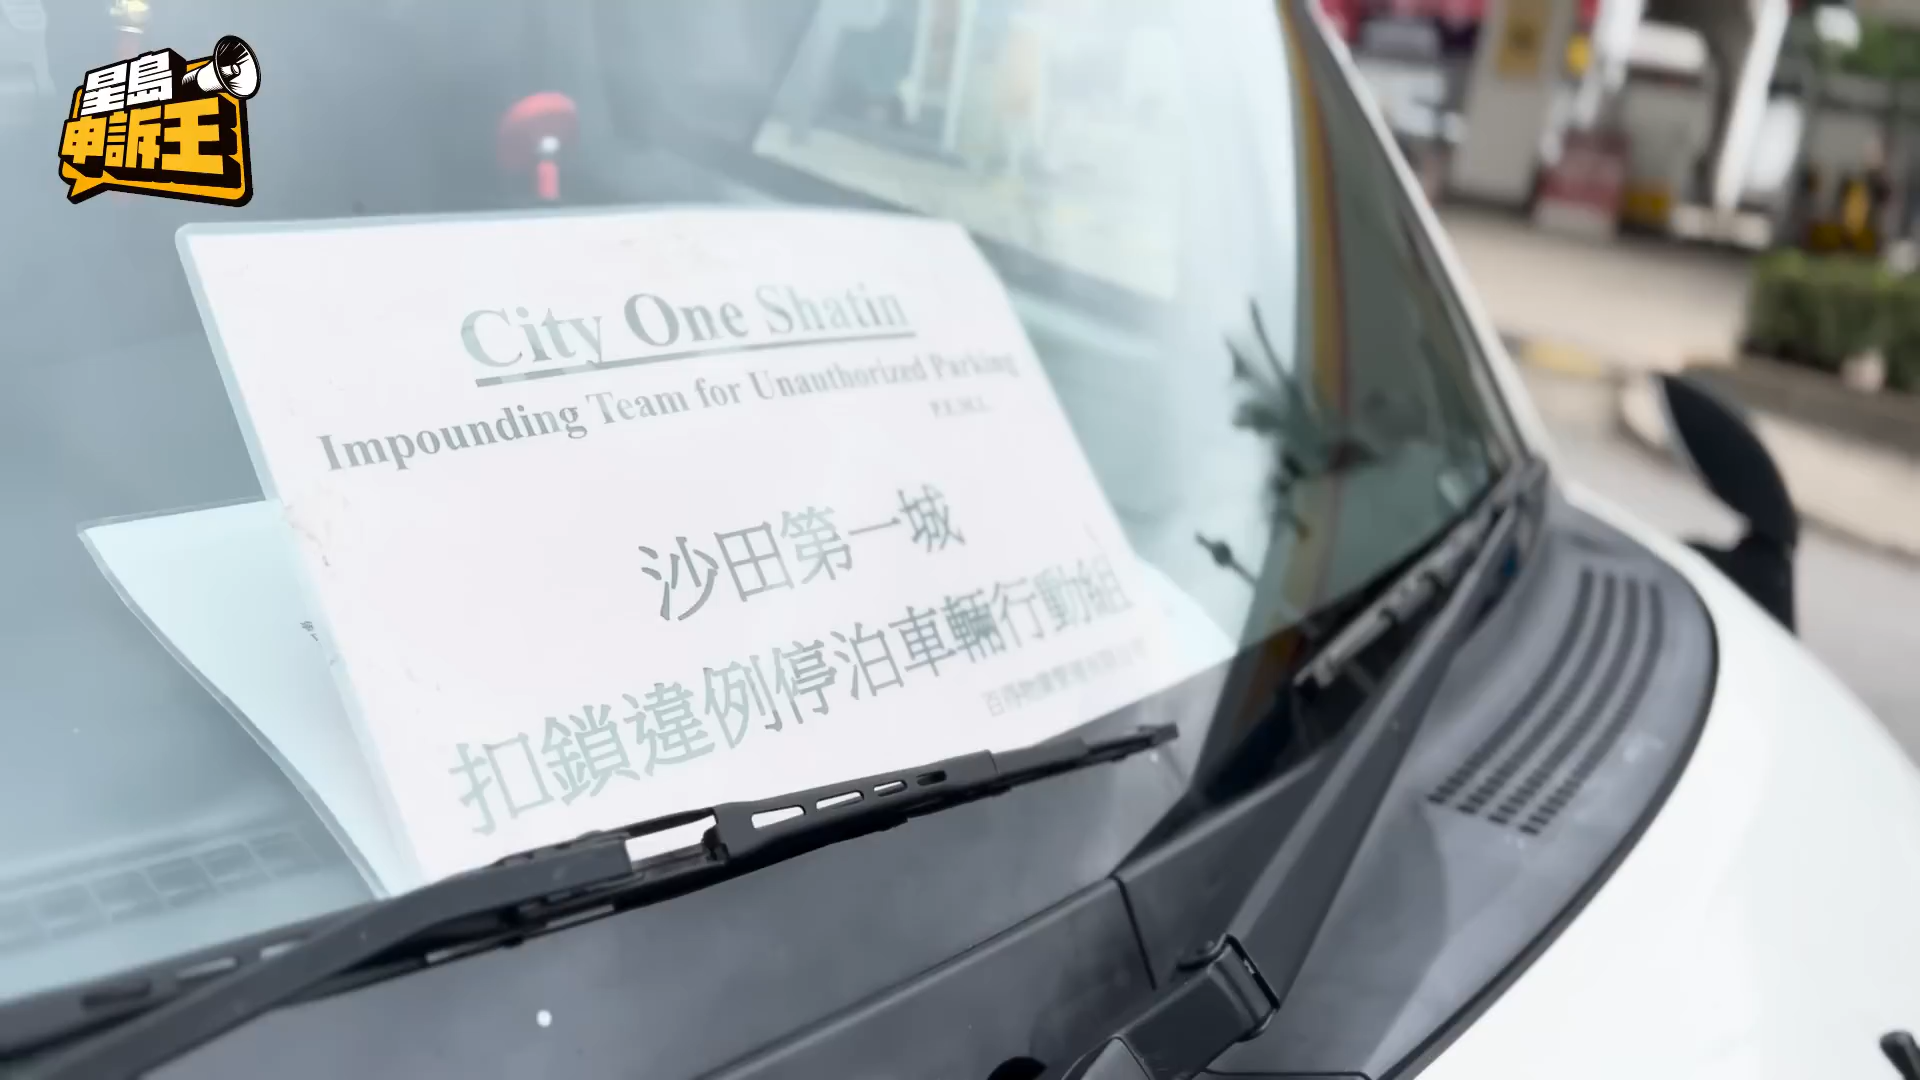 星島
申訴王
City One Shatin
Impounding Team for Unauthorized Parking
P.E.M.L.
沙田第一城
扣鎖違例停泊車輛行動組